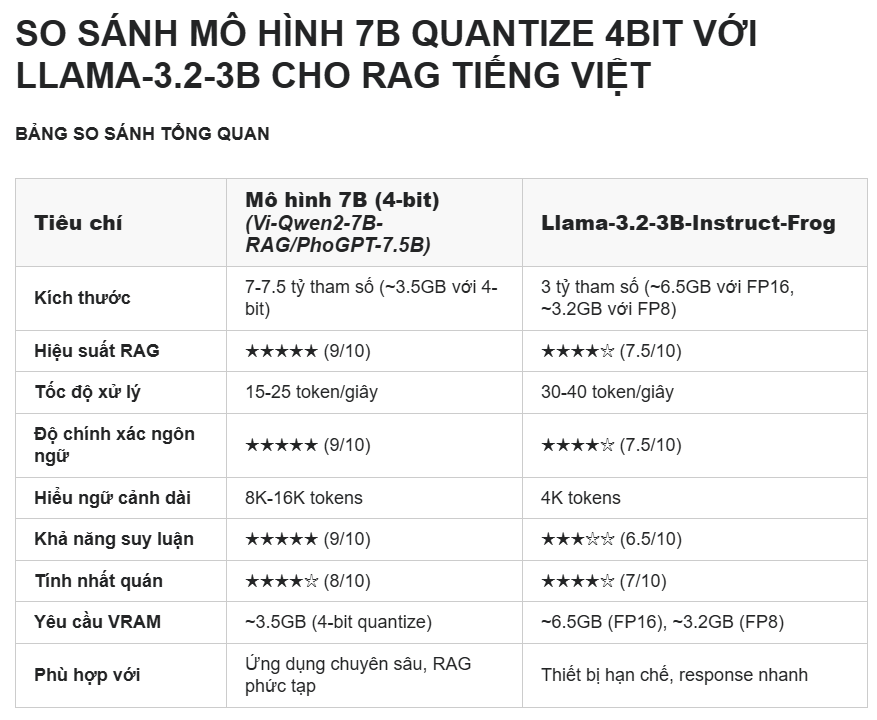 SO SÁNH MÔ HÌNH 7B QUANTIZE 4BIT VỚI
LLAMA-3.2-3B CHO RAG TIẾNG VIỆT
BẢNG SO SÁNH TỔNG QUAN
Tiêu chí
Mô hình 7B (4-bit)
(Vi-Qwen2-7B-
RAG/PhoGPT-7.5B)
Llama-3.2-3B-Instruct-Frog
Kích thước
7-7.5 tỷ tham số (~3.5GB với 4-
bit)
3 tỷ tham số (~6.5GB với FP16,
~3.2GB với FP8)
Hiệu suất RAG
★★★★★ (9/10)
★★★★☆ (7.5/10)
Tốc độ xử lý
15-25 token/giây
30-40 token/giây
Độ chính xác ngôn
ngữ
★★★★★ (9/10)
★★★★☆ (7.5/10)
Hiểu ngữ cảnh dài
8K-16K tokens
4K tokens
Khả năng suy luận
★★★★★ (9/10)
★★★☆☆ (6.5/10)
Tính nhất quán
★★★★☆ (8/10)
★★★★☆ (7/10)
Yêu cầu VRAM
~3.5GB (4-bit quantize)
~6.5GB (FP16), ~3.2GB (FP8)
Phù hợp với
Ứng dụng chuyên sâu, RAG
phức tạp
Thiết bị hạn chế, response nhanh